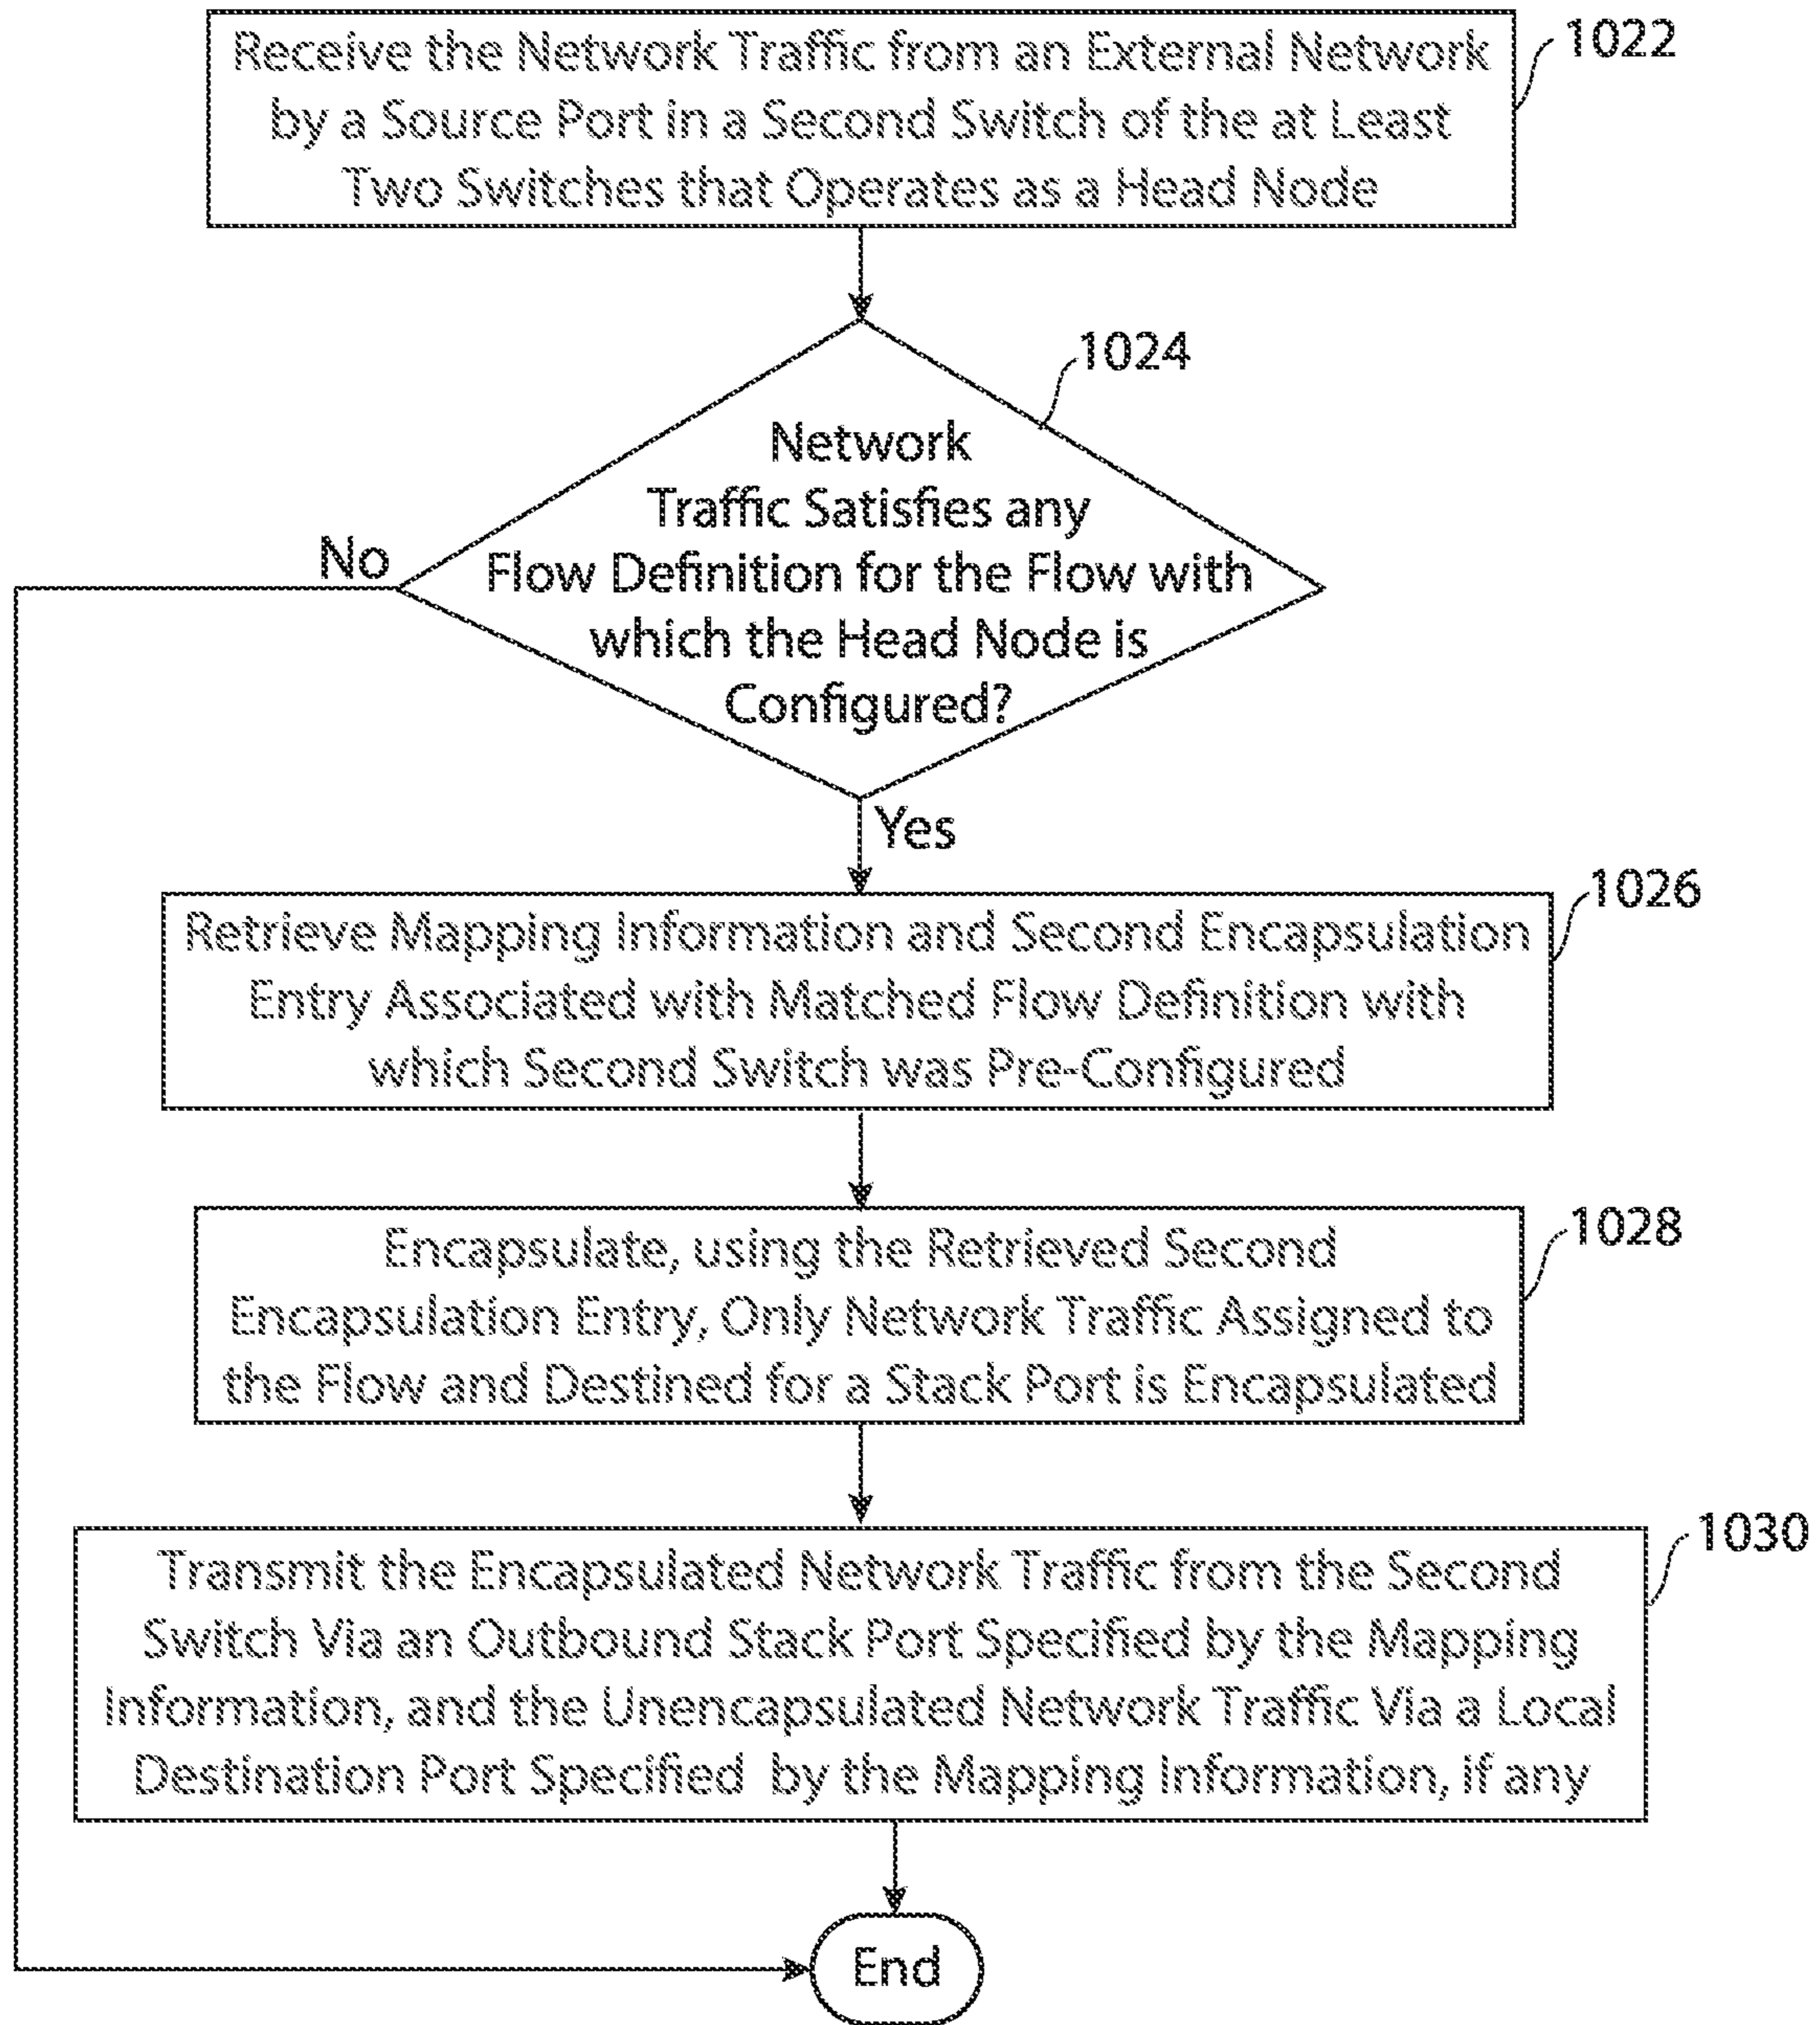 Receive the Network Traffic from an External Network
by a Source Port in a Second Switch of the at Least
Two Switches that Operates as a Head Node
1022
1024
Network
Traffic Satisfies any
Flow Definition for the Flow with
which the Head Node is
Configured?
No
Yes
1026
Retrieve Mapping Information and Second Encapsulation
Entry Associated with Matched Flow Definition with
which Second Switch was Pre-Configured
1028
Encapsulate, using the Retrieved Second
Encapsulation Entry, Only Network Traffic Assigned to
the Flow and Destined for a Stack Port is Encapsulated
1030
Transmit the Encapsulated Network Traffic from the Second
Switch Via an Outbound Stack Port Specified by the Mapping
Information, and the Unencapsulated Network Traffic Via a Local
Destination Port Specified by the Mapping Information, if any
End